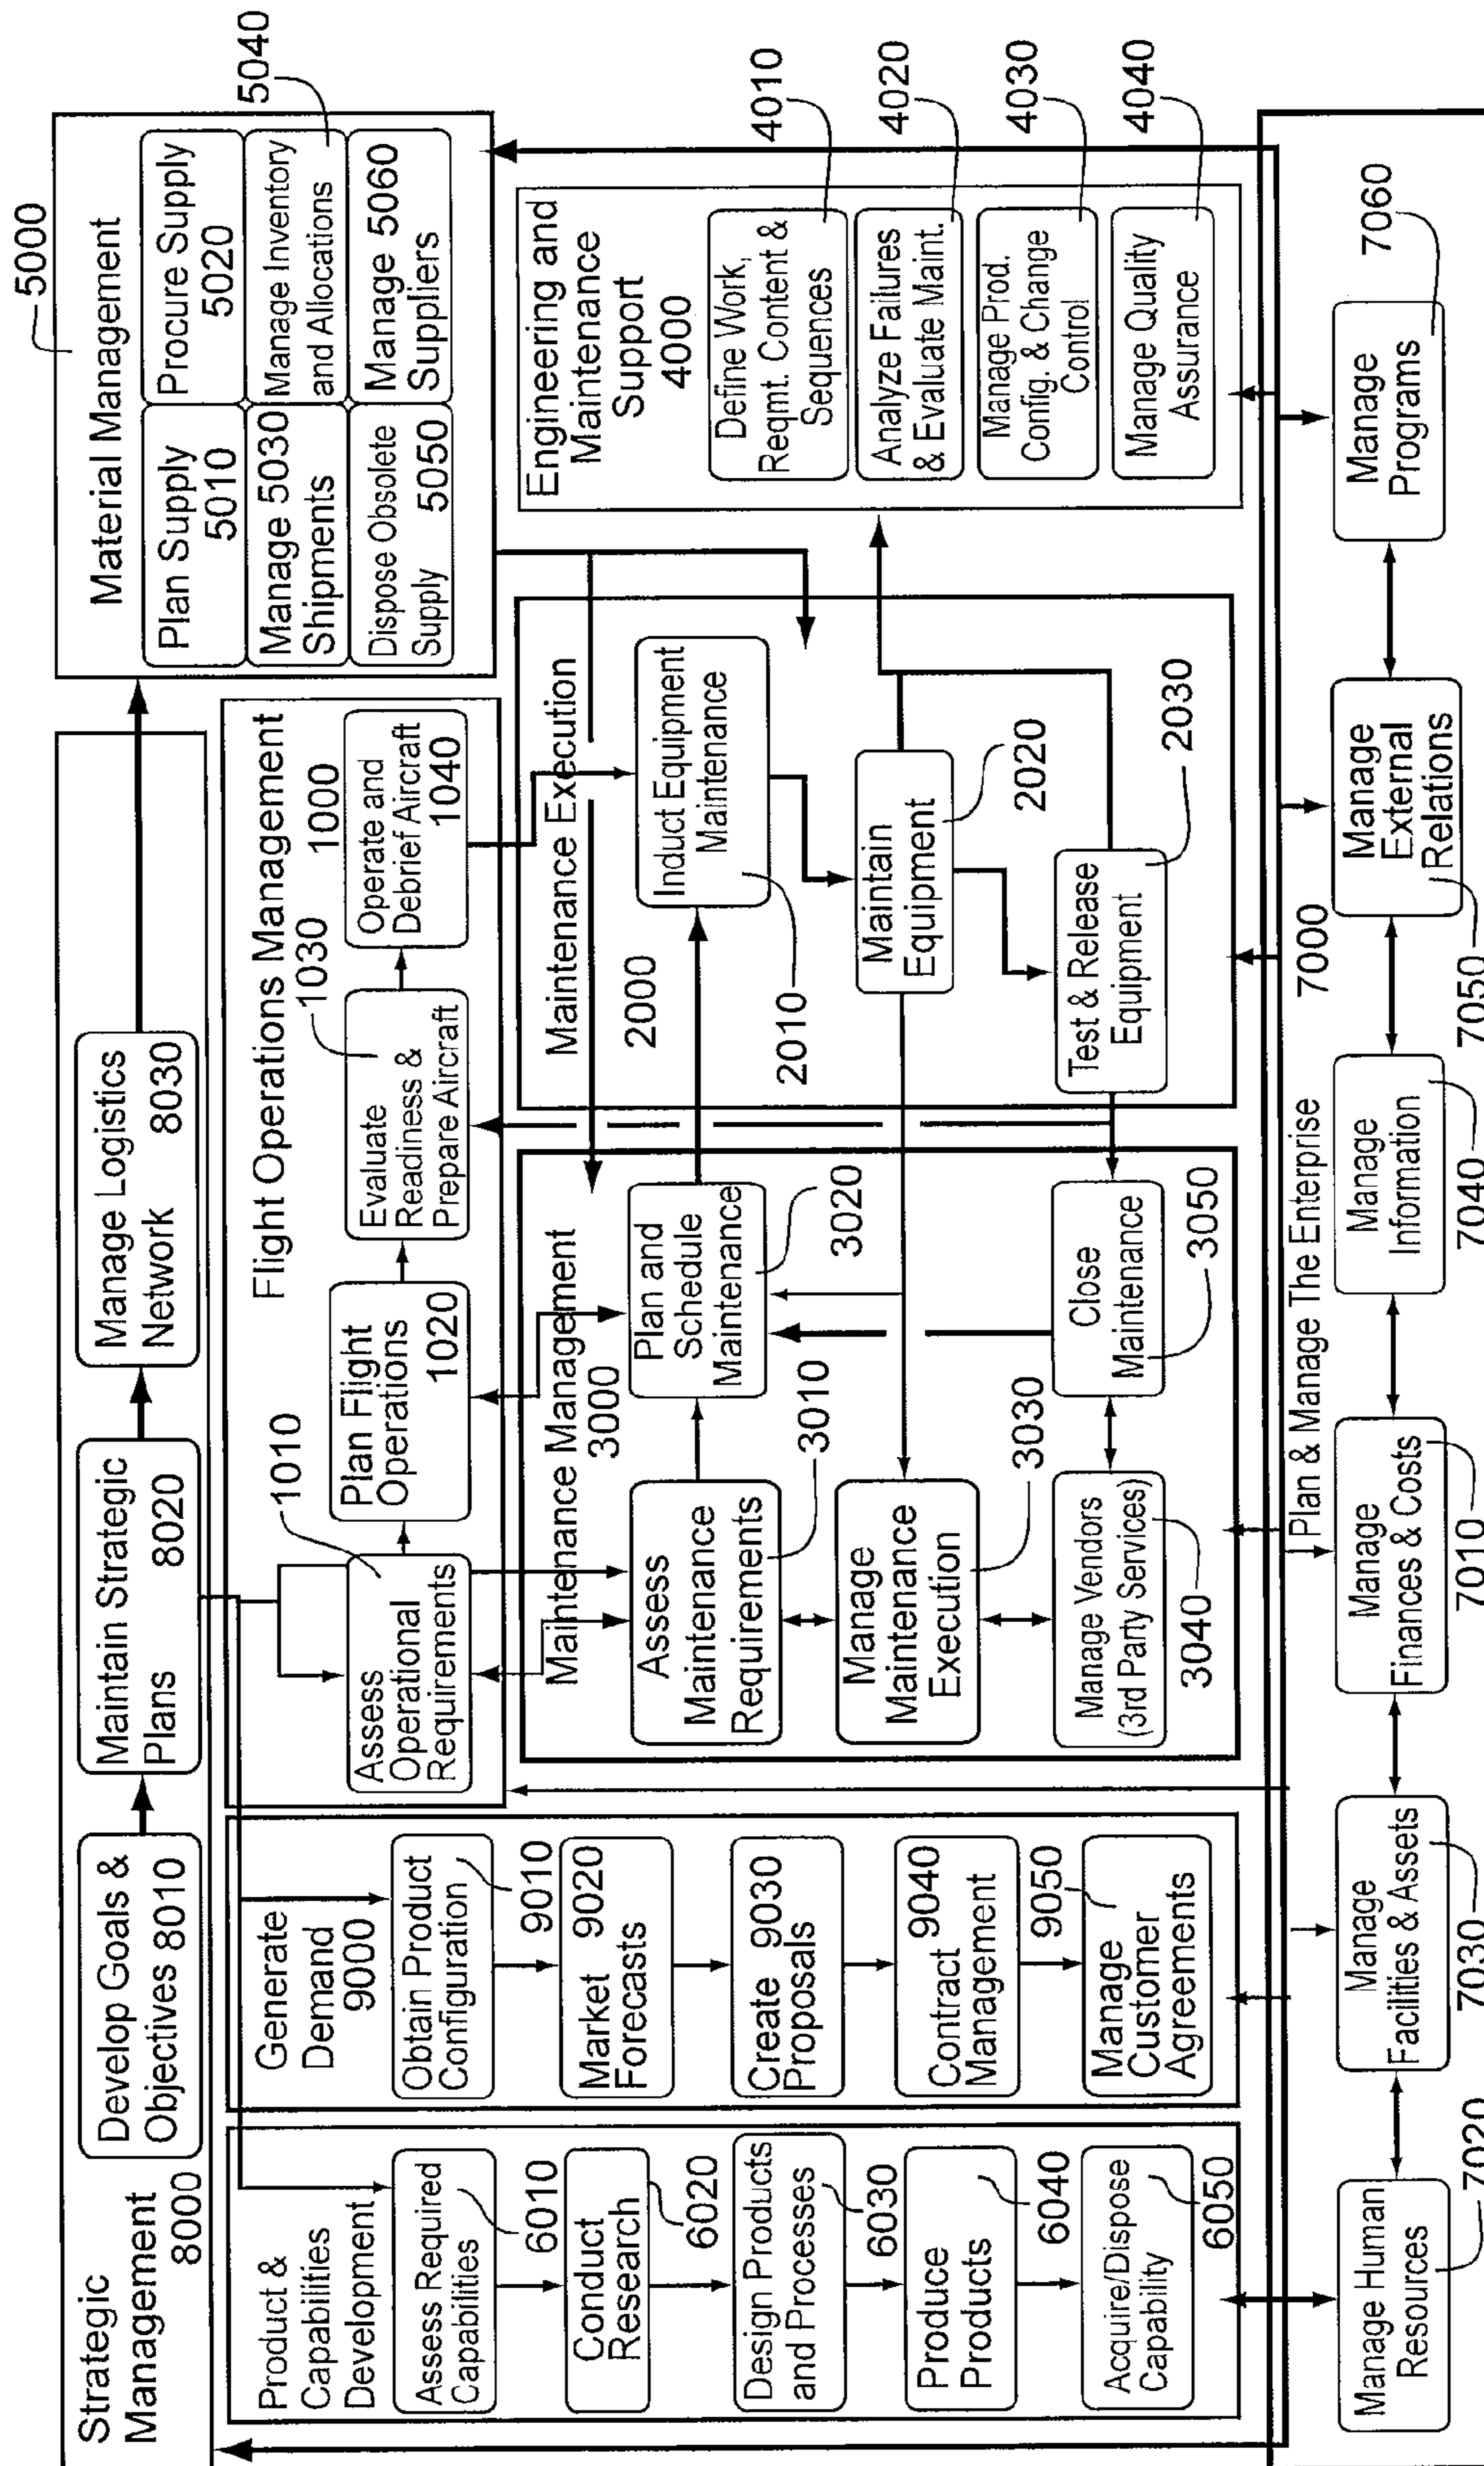 Strategic
Management
8000
Develop Goals &
Objectives 8010
Maintain Strategic
Plans 8020
Manage Logistics
Network 8030
5000
Material Management
Plan Supply
5010
Procure Supply
5020
Manage 5030
Shipments
Manage Inventory
and Allocations
5040
Dispose Obsolete
Supply 5050
Manage 5060
Suppliers
Product &
Capabilities
Development
Assess Required
Capabilities
6010
Conduct
Research
6020
Design Products
and Processes
6030
Produce
Products
6040
Acquire/Dispose
Capability
6050
Generate
Demand
9000
Obtain Product
Configuration
9010
Market 9020
Forecasts
Create 9030
Proposals
9040
Contract
Management
9050
Manage
Customer
Agreements
Flight Operations Management
1000
1010
Assess
Operational
Requirements
Plan Flight
Operations
1020
1030
Evaluate
Readiness &
Prepare Aircraft
Operate and
Debrief Aircraft
1040
Maintenance Management
3000
Assess
Maintenance
Requirements
3010
Plan and
Schedule
Maintenance
3020
Manage
Maintenance
Execution
3030
Manage Vendors
(3rd Party Services)
3040
Close
Maintenance
3050
Maintenance Execution
2000
Induct Equipment
Maintenance
2010
Maintain
Equipment
2020
Test & Release
Equipment
2030
Engineering and
Maintenance
Support
4000
Define Work,
Reqmt. Content &
Sequences
4010
Analyze Failures
& Evaluate Maint.
4020
Manage Prod.
Config. & Change
Control
4030
Manage Quality
Assurance
4040
Plan & Manage The Enterprise
7000
Manage Human
Resources
7020
Manage
Facilities & Assets
7030
Manage
Finances & Costs
7010
Manage
Information
7040
Manage
External
Relations
7050
Manage
Programs
7060